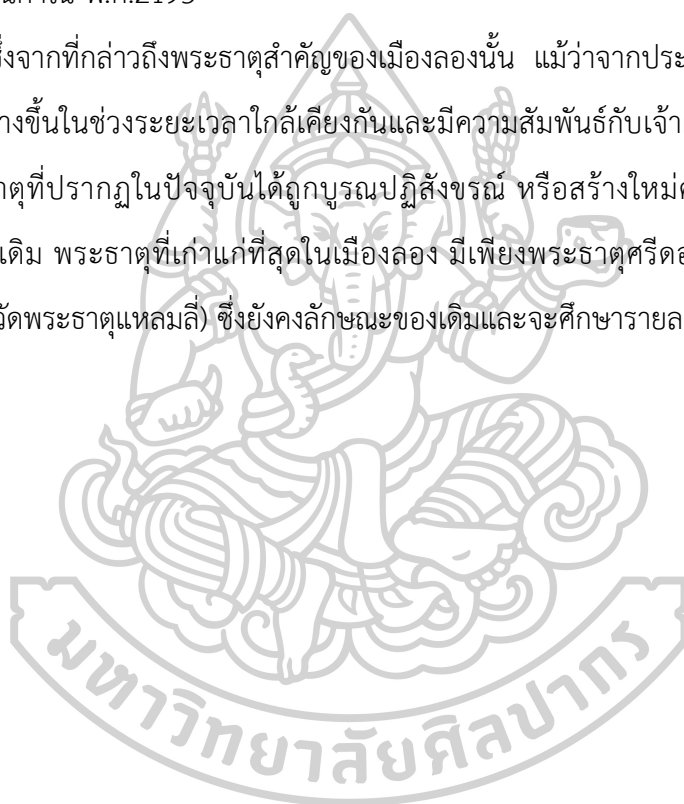 พ.ศ.2195
ซึ่งจากที่กล่าวถึงพระธาตุสำคัญของเมืองลองนั้น แม้ว่าจากประ
างขึ้นในช่วงระยะเวลาใกล้เคียงกันและมีความสัมพันธ์กับเจ้า
าตุที่ปรากฏในปัจจุบันได้ถูกบูรณปฏิสังขรณ์ หรือสร้างใหม่
เดิม พระธาตุที่เก่าแก่ที่สุดในเมืองลอง มีเพียงพระธาตุศรีดอ
วัดพระธาตุแหลมลี่) ซึ่งยังคงลักษณะของเดิมและจะศึกษารายล
มหาวิทยาลัยศิลปากร